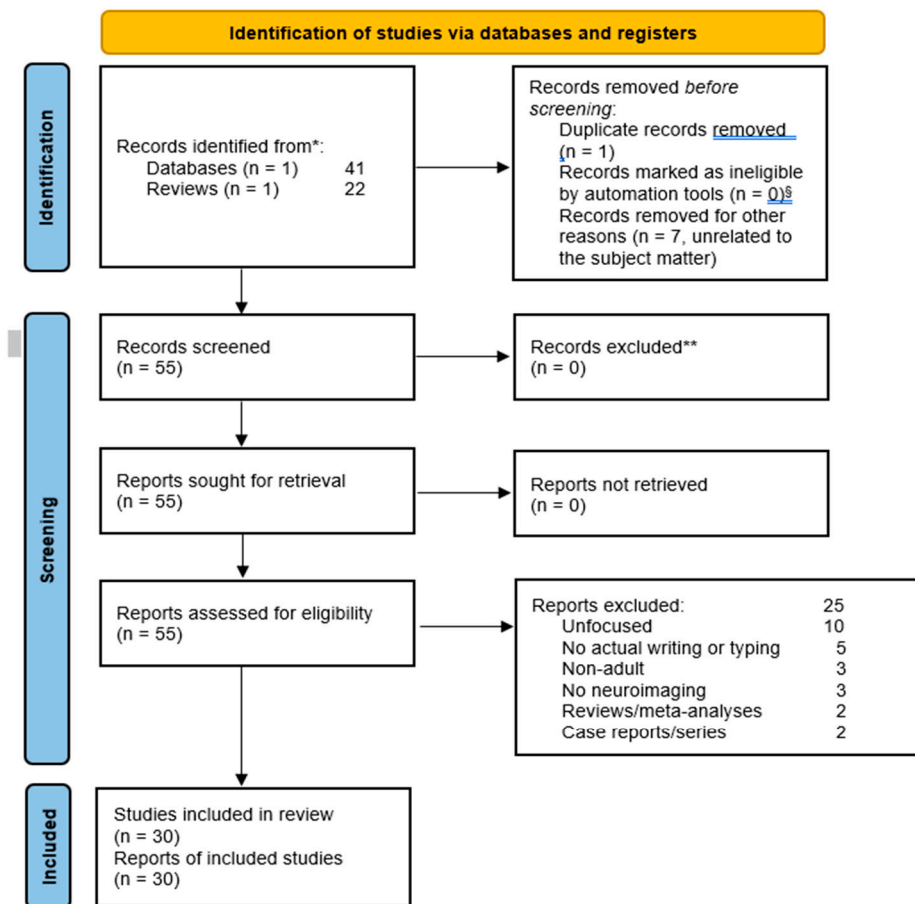 Identification of studies via databases and registers
Identification
Records identified from*:
Databases (n = 1) 41
Reviews (n = 1) 22
Records removed before
screening:
Duplicate records removed
(n = 1)
Records marked as ineligible
by automation tools (n = 0)§
Records removed for other
reasons (n = 7, unrelated to
the subject matter)
Screening
Records screened
(n = 55)
Records excluded**
(n = 0)
Reports sought for retrieval
(n = 55)
Reports not retrieved
(n = 0)
Reports assessed for eligibility
(n = 55)
Reports excluded: 25
Unfocused 10
No actual writing or typing 5
Non-adult 3
No neuroimaging 3
Reviews/meta-analyses 2
Case reports/series 2
Included
Studies included in review
(n = 30)
Reports of included studies
(n = 30)